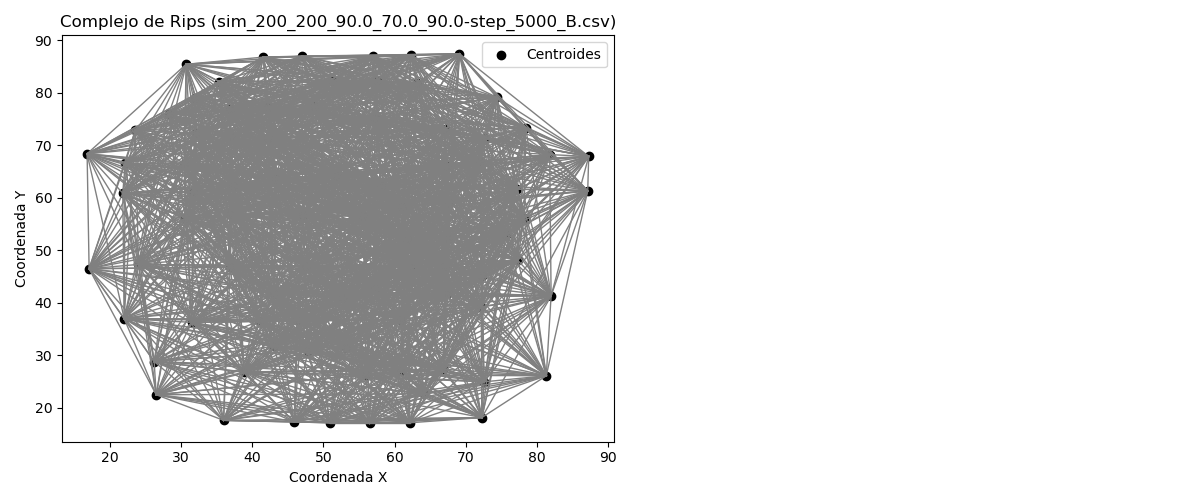 Complejo de Rips (sim_200_200_90.0_70.0_90.0-step_5000_B.csv)
Centroides
90
80
70
60
50
40
30
20
Coordenada Y
20 30 40 50 60 70 80 90
Coordenada X